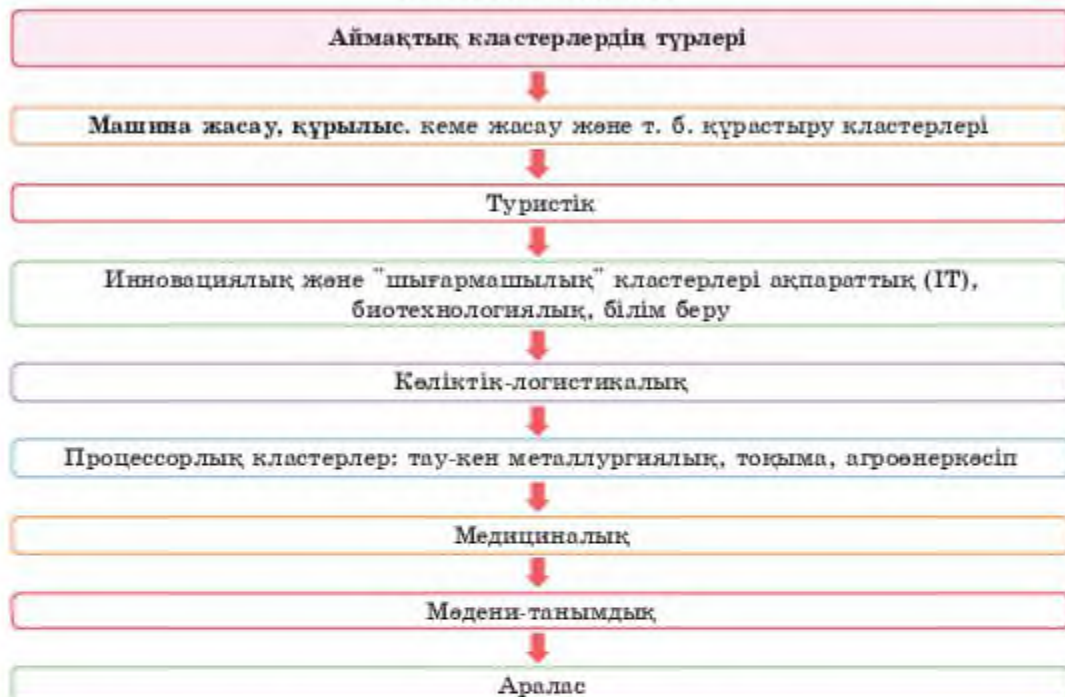 Аймақтық кластерлердің түрлері
Машина жасау, құрылыс. кеме жасау және т. б. құрастыру кластерлері
Туристік
Инновациялық және "шығармашылық" кластерлері ақпараттық (IT),
биотехнологиялық, білім беру
Көліктік-логистикалық
Процессорлық кластерлер: тау-кен металлургиялық, тоқыма, агроөнеркәсіп
Медициналық
Мәдени-танымдық
Аралас